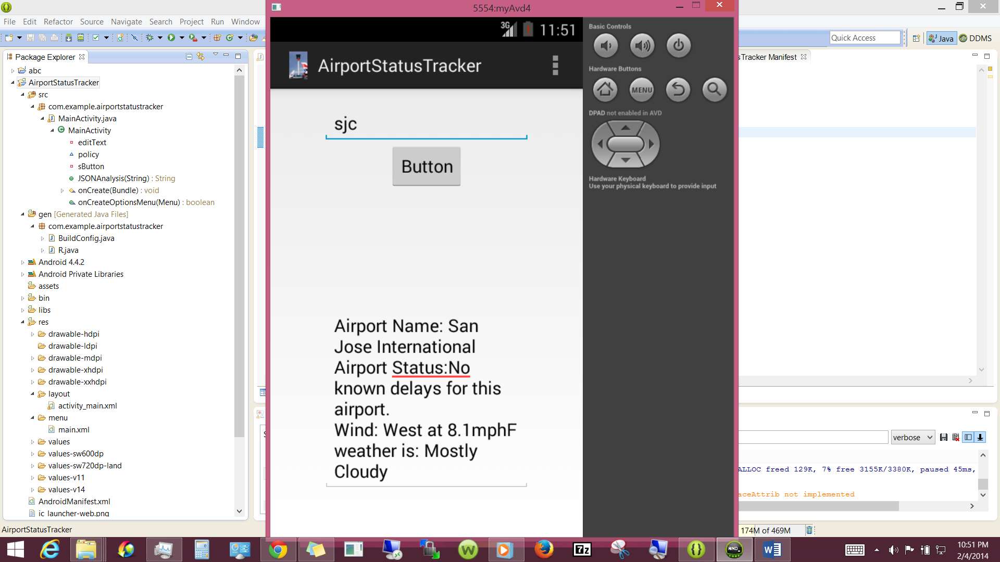 5554:myAvd4
File Edit Refactor Source Navigate Search Project Run Window
Quick Access
Java
DDMS
Package Explorer
abc
AirportStatusTracker
src
com.example.airportstatustracker
MainActivity.java
MainActivity
editText
policy
sButton
JSONAnalysis(String) : String
onCreate(Bundle) : void
onCreateOptionsMenu(Menu) : boolean
gen [Generated Java Files]
com.example.airportstatustracker
BuildConfig.java
R.java
Android 4.4.2
Android Private Libraries
assets
bin
libs
res
drawable-hdpi
drawable-ldpi
drawable-mdpi
drawable-xhdpi
drawable-xxhdpi
layout
activity_main.xml
menu
main.xml
values
values-sw600dp
values-sw720dp-land
values-v11
values-v14
AndroidManifest.xml
ic_launcher-web.png
AirportStatusTracker
3G 11:51
AirportStatusTracker
sjc
Button
Airport Name: San
Jose International
Airport Status:No
known delays for this
airport.
Wind: West at 8.1mphF
weather is: Mostly
Cloudy
Basic Controls
Hardware Buttons
MENU
DPAD not enabled in AVD
Hardware Keyboard
Use your physical keyboard to provide input
sTracker Manifest
verbose
ALLOC freed 129K, 7% free 3155K/3380K, paused 45ms,
aceAttrib not implemented
174M of 469M
7z
AND_
W
10:51 PM
2/4/2014